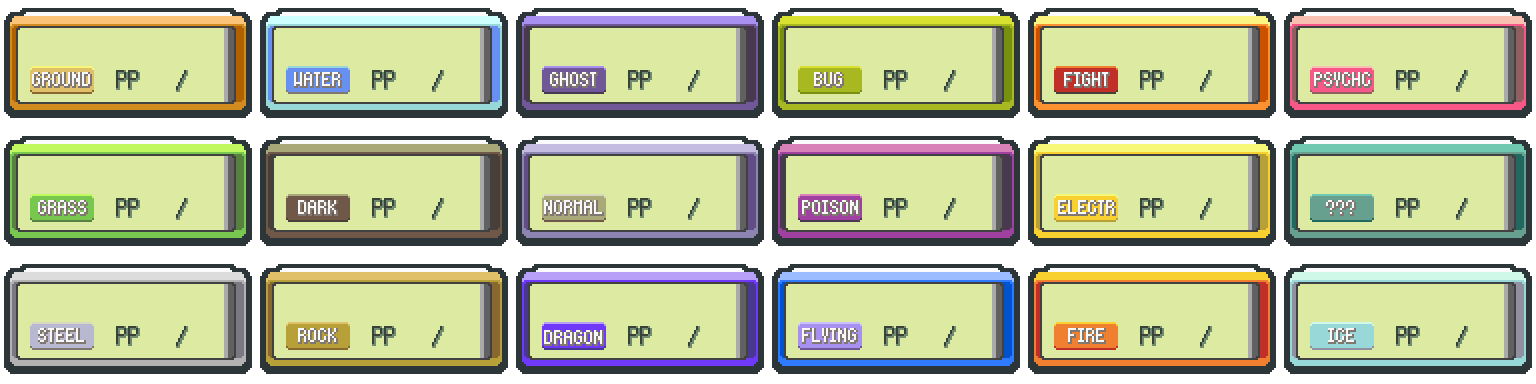 GROUND PP / WATER PP / GHOST PP / BUG PP / FIGHT PP / PSYCHC PP /
GRASS PP / DARK PP / NORMAL PP / POISON PP / ELECTR PP / ??? PP /
STEEL PP / ROCK PP / DRAGON PP / FLYING PP / FIRE PP / ICE PP /